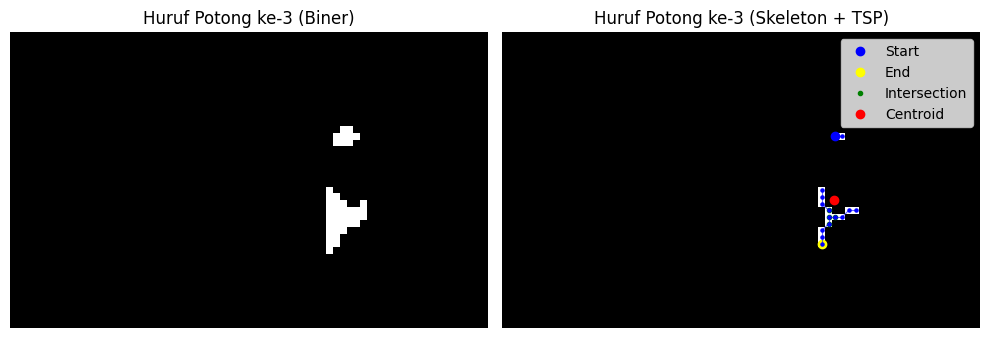 Huruf Potong ke-3 (Biner)
Huruf Potong ke-3 (Skeleton + TSP)
Start
End
Intersection
Centroid